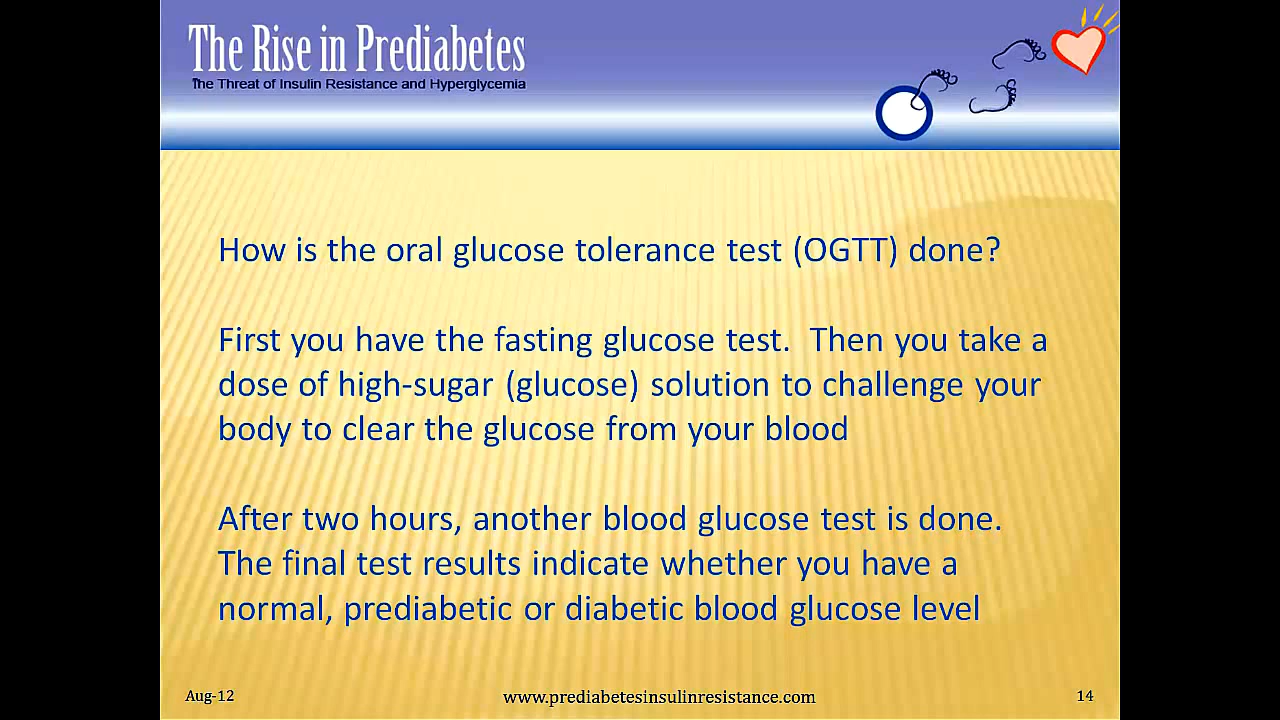 The Rise in Prediabetes
The Threat of Insulin Resistance and Hyperglycemia
How is the oral glucose tolerance test (OGTT) done?
First you have the fasting glucose test.  Then you take a
dose of high-sugar (glucose) solution to challenge your
body to clear the glucose from your blood
After two hours, another blood glucose test is done.
The final test results indicate whether you have a
normal, prediabetic or diabetic blood glucose level
Aug-12
www.prediabetesinsulinresistance.com
14